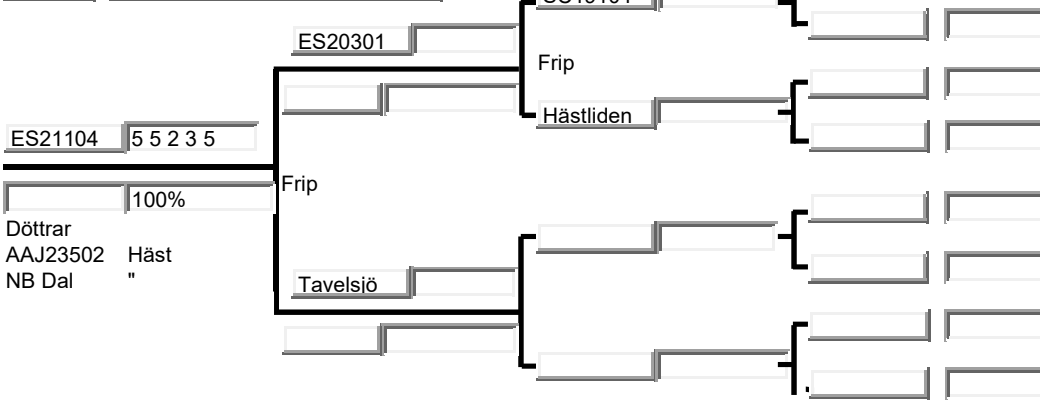 ES20301
Frip
Hästliden
ES21104 5 5 2 3 5
Frip
100%
Döttrar
AAJ23502 Häst
NB Dal "
Tavelsjö